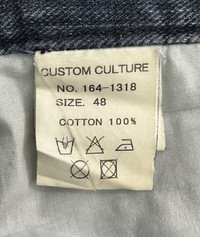 CUSTOM CULTURE
NO. 164-1318
SIZE. 48
COTTON 100%